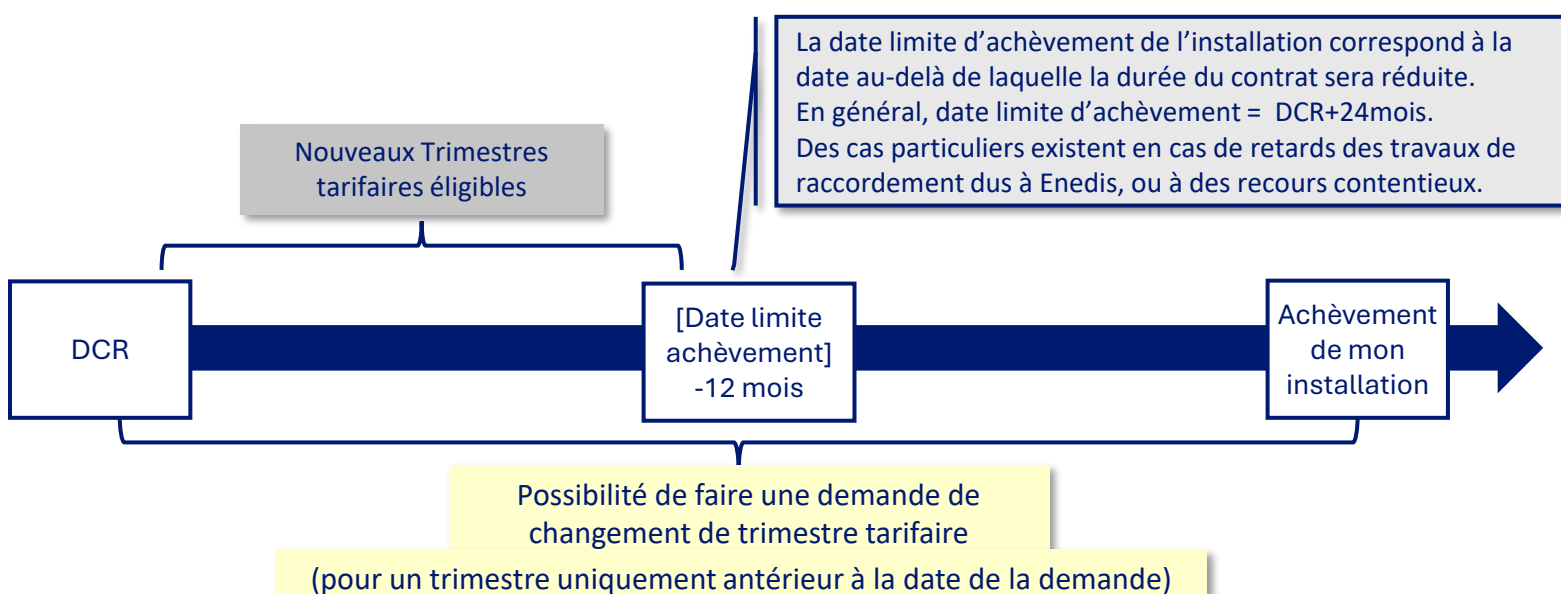 La date limite d’achèvement de l’installation correspond à la
date au-delà de laquelle la durée du contrat sera réduite.
En général, date limite d’achèvement = DCR+24mois.
Des cas particuliers existent en cas de retards des travaux de
raccordement dus à Enedis, ou à des recours contentieux.
Nouveaux Trimestres
tarifaires éligibles
DCR
[Date limite
achèvement]
-12 mois
Achèvement
de mon
installation
Possibilité de faire une demande de
changement de trimestre tarifaire
(pour un trimestre uniquement antérieur à la date de la demande)